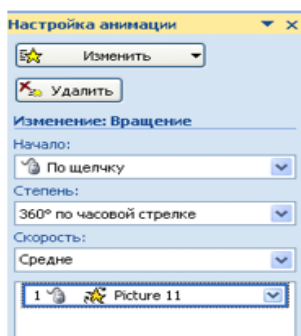 Настройка анимации
Изменить
Удалить
Изменение: Вращение
Начало:
По щелчку
Степень:
360° по часовой стрелке
Скорость:
Средне
1 Picture 11